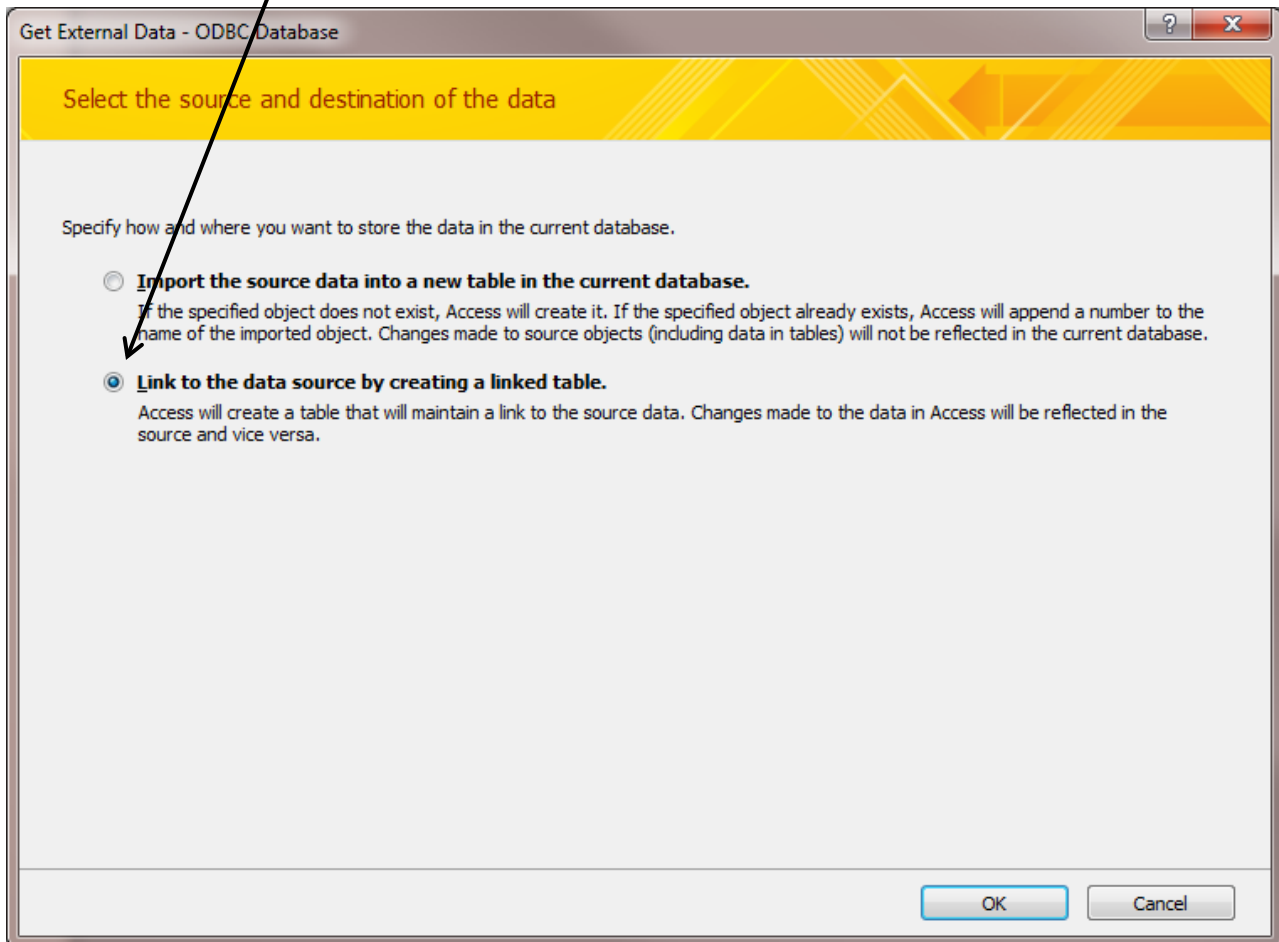 Get External Data - ODBC Database
? X
Select the source and destination of the data
Specify how and where you want to store the data in the current database.
Import the source data into a new table in the current database.
If the specified object does not exist, Access will create it. If the specified object already exists, Access will append a number to the
name of the imported object. Changes made to source objects (including data in tables) will not be reflected in the current database.
Link to the data source by creating a linked table.
Access will create a table that will maintain a link to the source data. Changes made to the data in Access will be reflected in the
source and vice versa.
OK Cancel